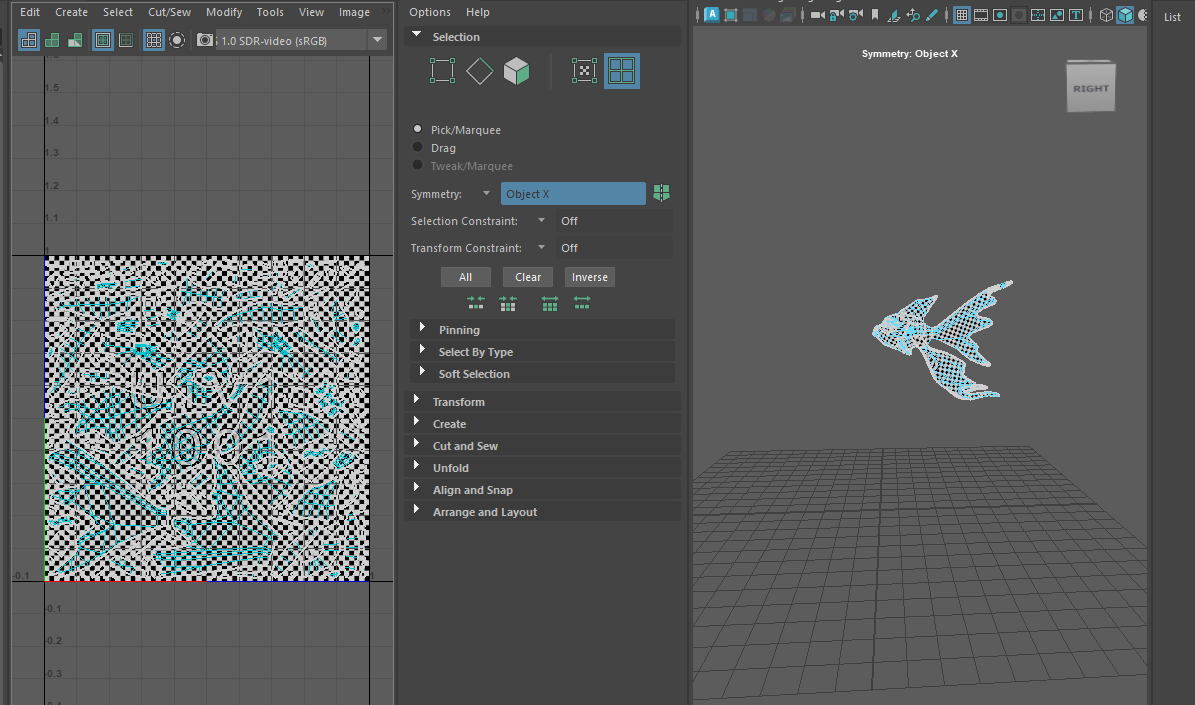 Edit Create Select Cut/Sew Modify Tools View Image
1.0 SDR-video (sRGB)
1.5
1.4
1.3
1.2
1.1
1
-0.1
1
-0.1
-0.2
-0.3
Options Help
Selection
Pick/Marquee
Drag
Tweak/Marquee
Symmetry: Object X
Selection Constraint: Off
Transform Constraint: Off
All Clear Inverse
Pinning
Select By Type
Soft Selection
Transform
Create
Cut and Sew
Unfold
Align and Snap
Arrange and Layout
A
T
Symmetry: Object X
RIGHT
List